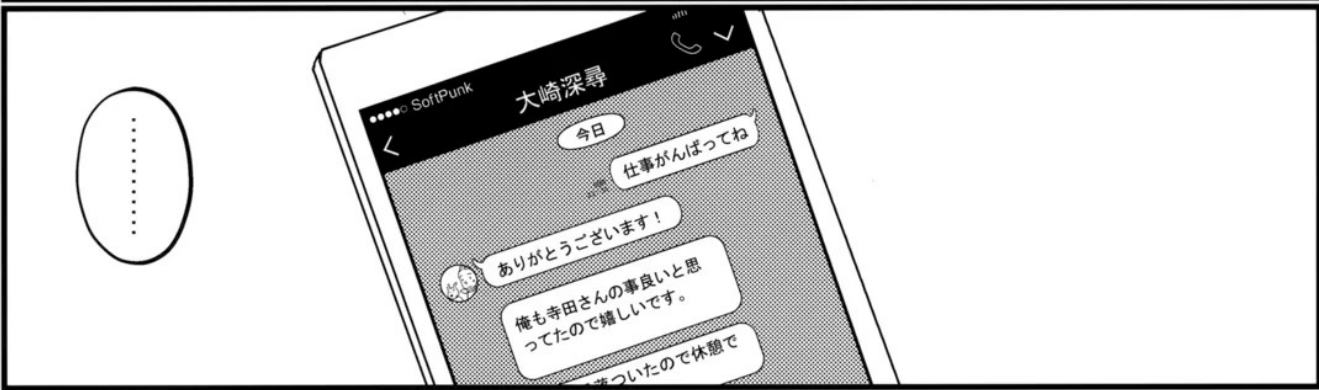 SoftPunk
大崎深尋
今日
仕事がんばってね
ありがとうございます！
俺も寺田さんの事良いと思
ってたので嬉しいです。
落ついたので休憩で
‥‥‥‥‥‥